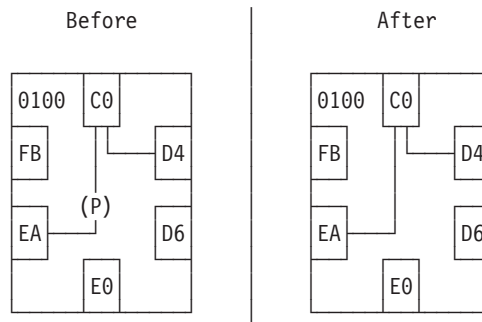 Before After
0100 C0 0100 C0
FB D4 FB D4
(P)
EA D6 EA D6
E0 E0